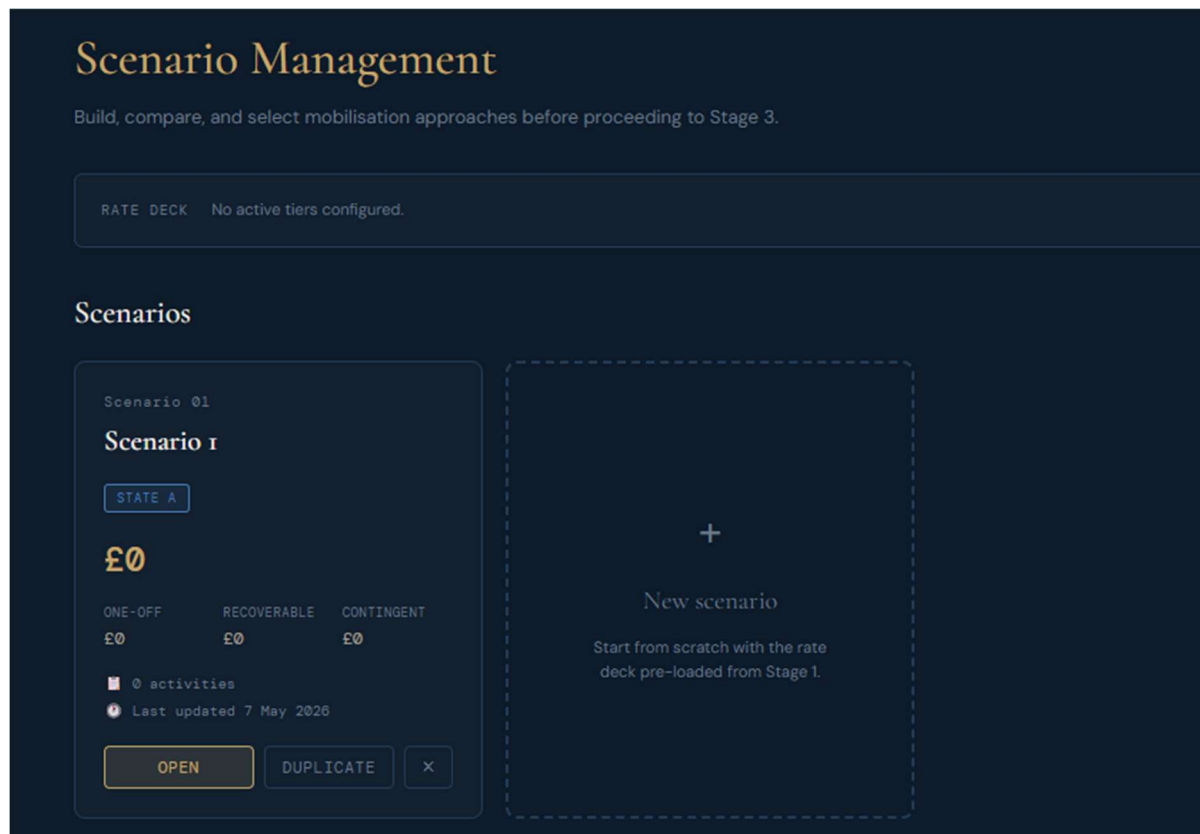 Scenario Management
Build, compare, and select mobilisation approaches before proceeding to Stage 3.
RATE DECK No active tiers configured.
Scenarios
Scenario 01
Scenario 1
STATE A
£0
ONE-OFF RECOVERABLE CONTINGENT
£0 £0 £0
0 activities
Last updated 7 May 2026
OPEN DUPLICATE ×
+
New scenario
Start from scratch with the rate
deck pre-loaded from Stage 1.